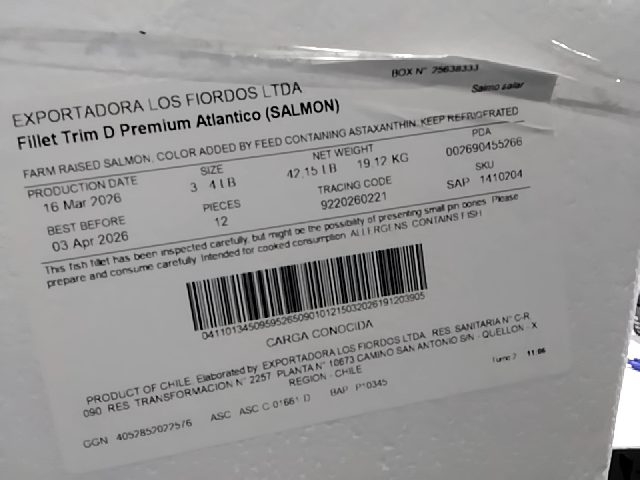 BOX N° 25638333
EXPORTADORA LOS FIORDOS LTDA
Salmo salar
Fillet Trim D Premium Atlantico (SALMON)
FARM RAISED SALMON, COLOR ADDED BY FEED CONTAINING ASTAXANTHIN. KEEP REFRIGERATED
PRODUCTION DATE SIZE NET WEIGHT PDA
16 Mar 2026 3 4 LB 42.15 LB 19.12 KG 002690455266
BEST BEFORE PIECES TRACING CODE SKU
03 Apr 2026 12 9220260221 SAP 1410204
This fish fillet has been inspected carefully, but might be the possibility of presenting small pin bones. Please
prepare and consume carefully. Intended for cooked consumption. ALLERGENS: CONTAINS FISH
CARGA CONOCIDA
PRODUCT OF CHILE. Elaborated by EXPORTADORA LOS FIORDOS LTDA RES. SANITARIA N° C-R
090 RES. TRANSFORMACION N° 2257 PLANTA N° 10673 CAMINO SAN ANTONIO S/N - QUELLON - X
REGION - CHILE
Turno 2 11:06
GGN 4052852022576 ASC ASC C 01661 D BAP P10345